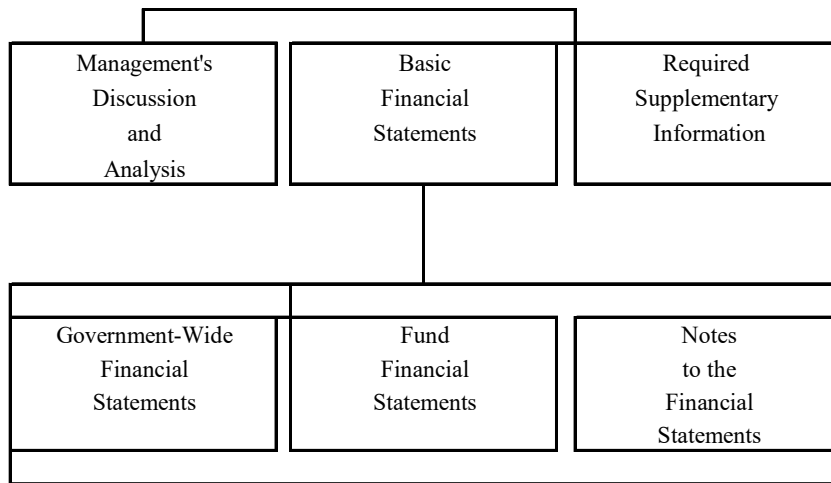 Management's
Discussion
and
Analysis
Basic
Financial
Statements
Required
Supplementary
Information
Government-Wide
Financial
Statements
Fund
Financial
Statements
Notes
to the
Financial
Statements